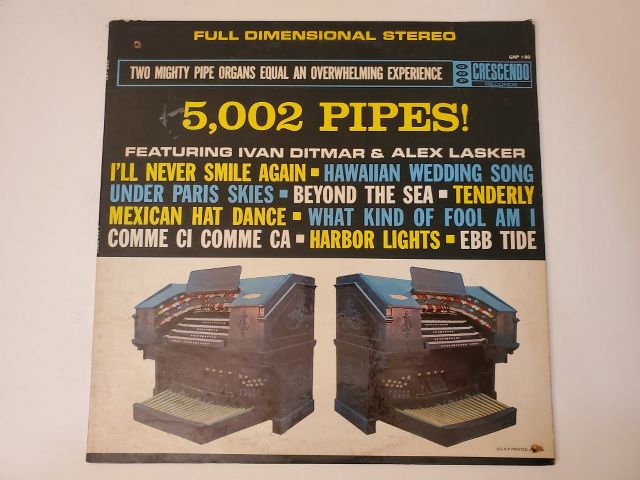 FULL DIMENSIONAL STEREO
GNP #80
TWO MIGHTY PIPE ORGANS EQUAL AN OVERWHELMING EXPERIENCE
CRESCENDO
RECORDS
5,002 PIPES!
FEATURING IVAN DITMAR & ALEX LASKER
I'LL NEVER SMILE AGAIN ▪ HAWAIIAN WEDDING SONG
UNDER PARIS SKIES ▪ BEYOND THE SEA ▪ TENDERLY
MEXICAN HAT DANCE ▪ WHAT KIND OF FOOL AM I
COMME CI COMME CA ▪ HARBOR LIGHTS ▪ EBB TIDE